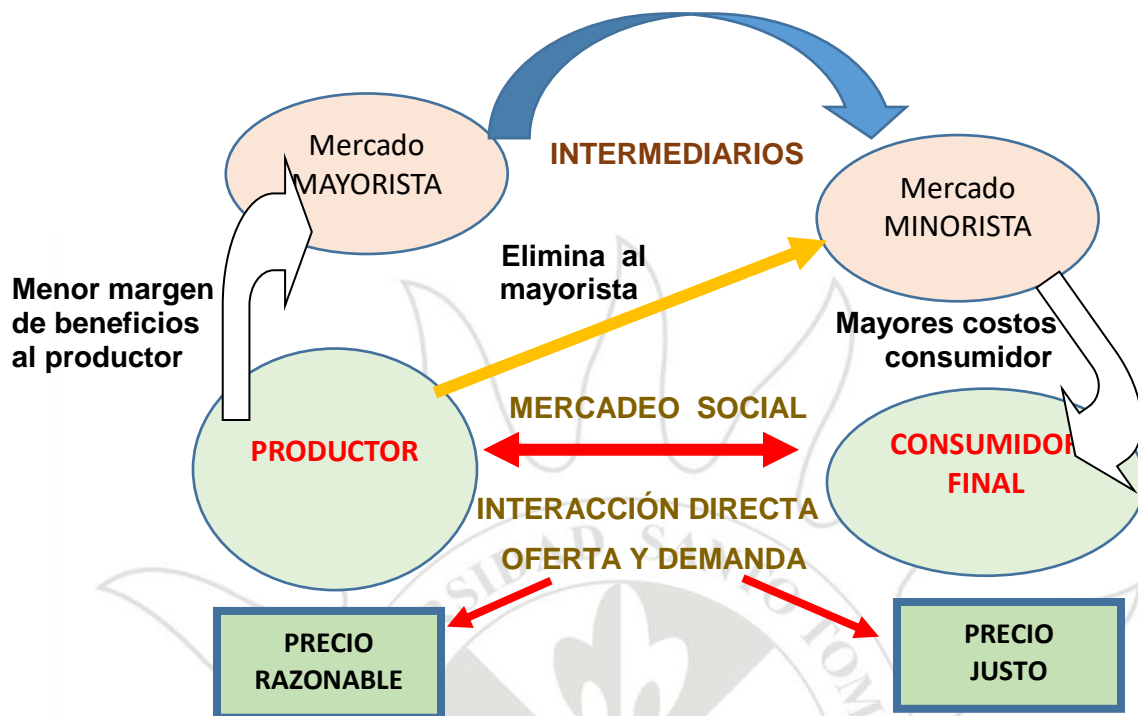 Mercado
MAYORISTA
INTERMEDIARIOS
Mercado
MINORISTA
Elimina al
mayorista
Menor margen
de beneficios
al productor
Mayores costos
consumidor
MERCADEO SOCIAL
PRODUCTOR
CONSUMIDOR
FINAL
INTERACCIÓN DIRECTA
OFERTA Y DEMANDA
PRECIO
RAZONABLE
PRECIO
JUSTO